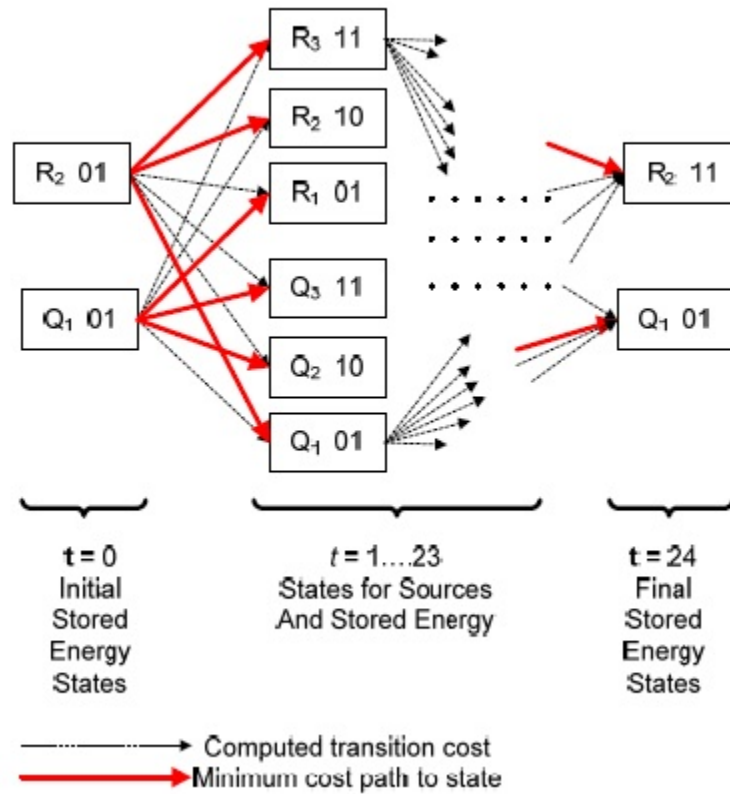 R₃ 11
R₂ 10
R₂ 01
R₁ 01
R₂ 11
Q₃ 11
Q₁ 01
Q₁ 01
Q₂ 10
Q₁ 01
t = 0
Initial
Stored
Energy
States
t = 1....23
States for Sources
And Stored Energy
t = 24
Final
Stored
Energy
States
Computed transition cost
Minimum cost path to state